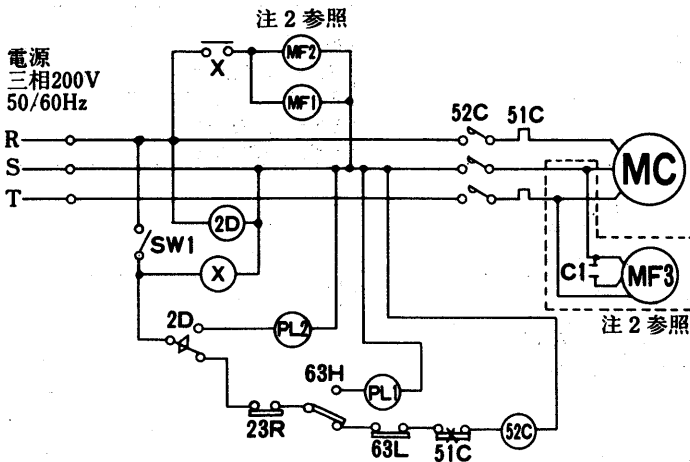 注2参照
電源
三相200V
50/60Hz
MF2
X
MF1
52C
51C
R
S
T
MC
2D
SW1
X
C1
MF3
2D
PL2
注2参照
63H
PL1
23R
63L
51C
52C